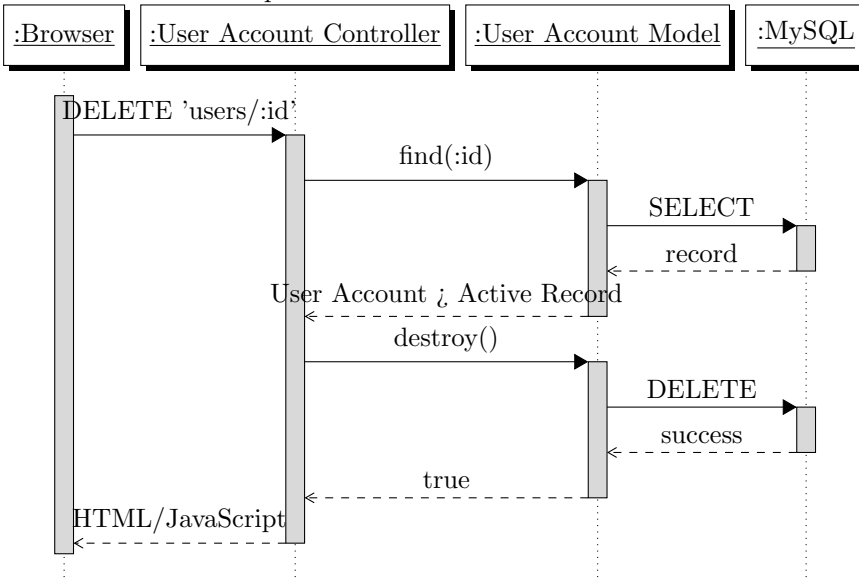 :Browser
:User Account Controller
:User Account Model
:MySQL
DELETE ’users/:id’
find(:id)
SELECT
record
User Account ¿ Active Record
destroy()
DELETE
success
true
HTML/JavaScript